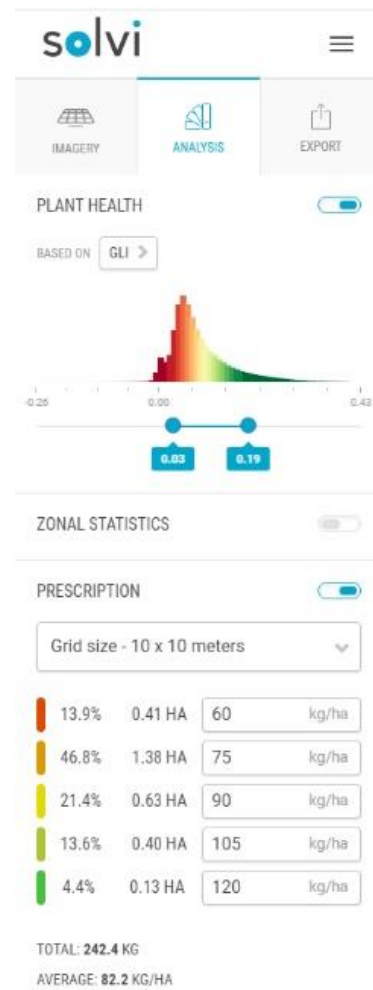 solvi
IMAGERY ANALYSIS EXPORT
PLANT HEALTH
BASED ON GLI >
-0.26 0.00 0.43
0.03 0.19
ZONAL STATISTICS
PRESCRIPTION
Grid size - 10 x 10 meters
13.9% 0.41 HA 60 kg/ha
46.8% 1.38 HA 75 kg/ha
21.4% 0.63 HA 90 kg/ha
13.6% 0.40 HA 105 kg/ha
4.4% 0.13 HA 120 kg/ha
TOTAL: 242.4 KG
AVERAGE: 82.2 KG/HA